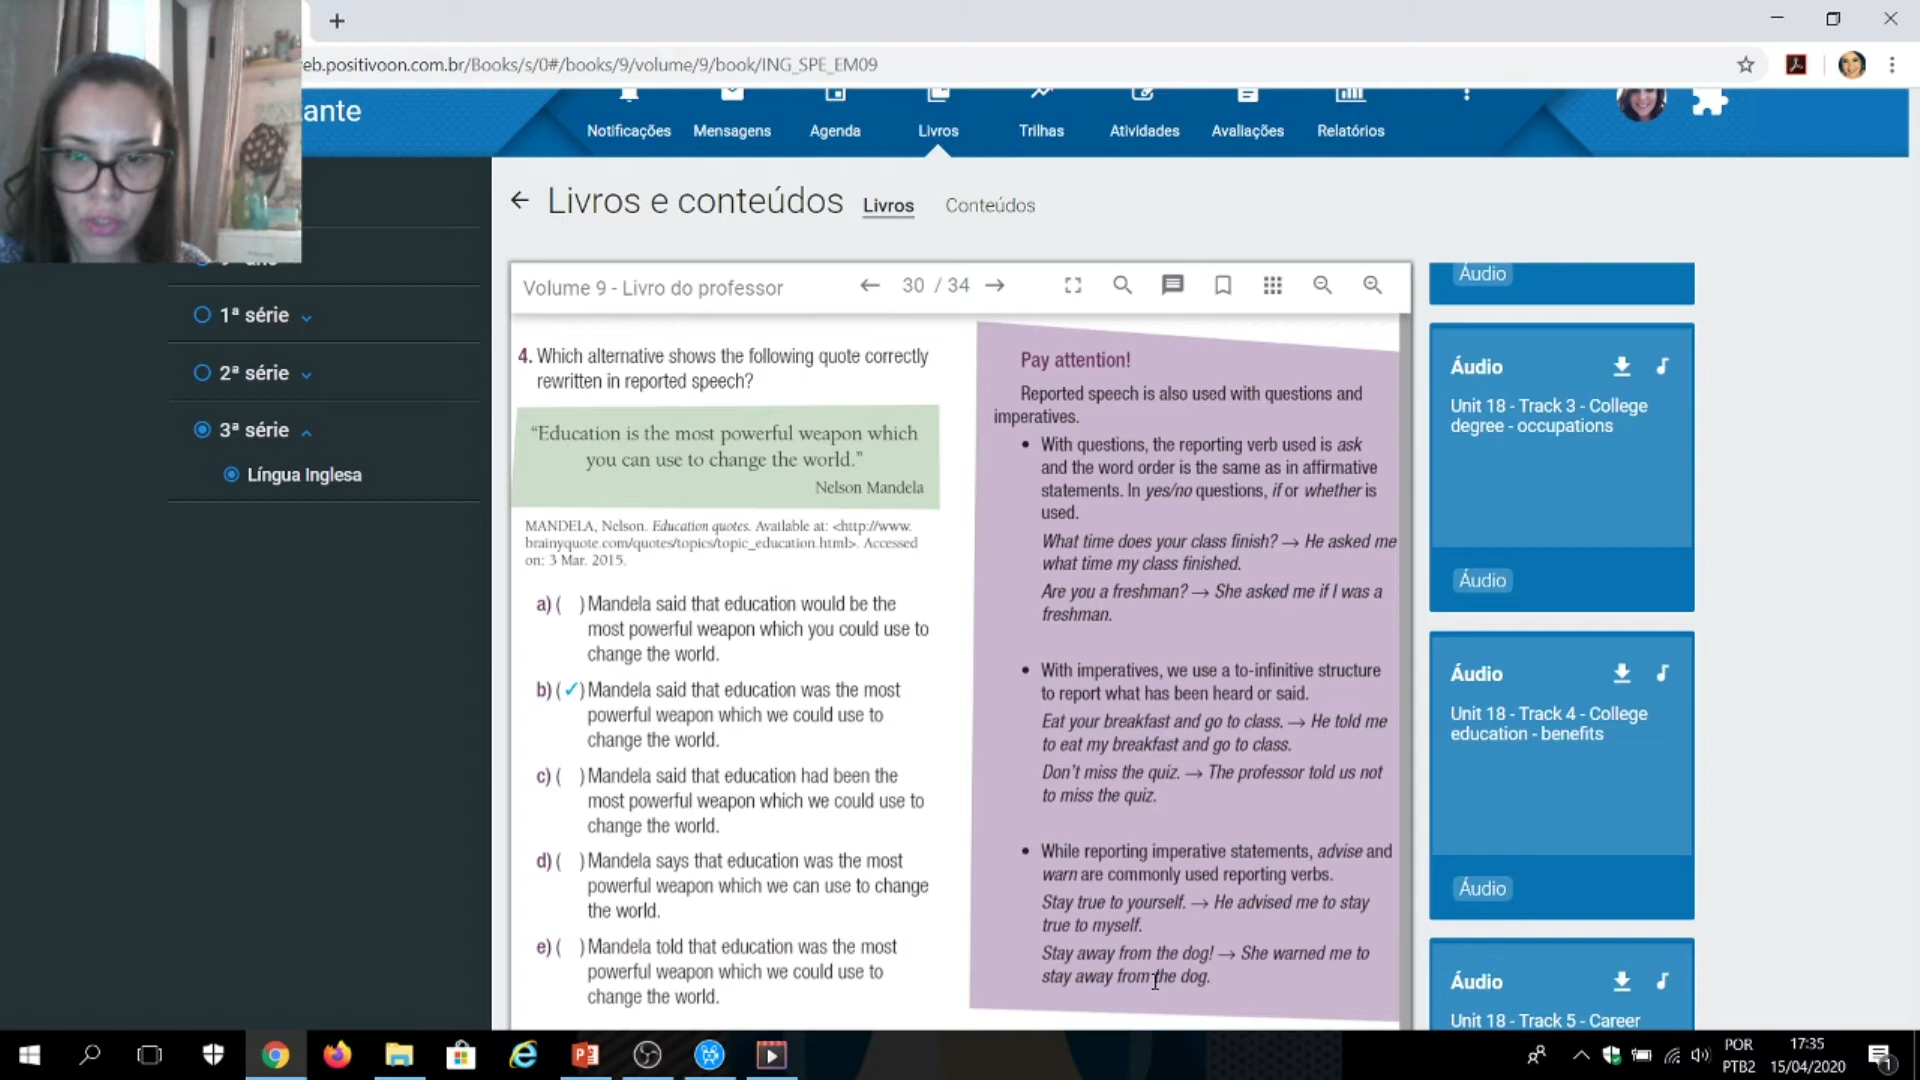 eb.positivoon.com.br/Books/s/0#/books/9/volume/9/book/ING_SPE_EM09
ante
Notificações
Mensagens
Agenda
Livros
Trilhas
Atividades
Avaliações
Relatórios
Livros e conteúdos
Livros
Conteúdos
1ª série
2ª série
3ª série
Língua Inglesa
Volume 9 - Livro do professor
30 / 34
4. Which alternative shows the following quote correctly
rewritten in reported speech?
“Education is the most powerful weapon which
you can use to change the world.”
Nelson Mandela
MANDELA, Nelson. Education quotes. Available at: <http://www.
brainyquote.com/quotes/topics/topic_education.html>. Accessed
on: 3 Mar. 2015.
a) ( ) Mandela said that education would be the
most powerful weapon which you could use to
change the world.
b) (✓) Mandela said that education was the most
powerful weapon which we could use to
change the world.
c) ( ) Mandela said that education had been the
most powerful weapon which we could use to
change the world.
d) ( ) Mandela says that education was the most
powerful weapon which we can use to change
the world.
e) ( ) Mandela told that education was the most
powerful weapon which we could use to
change the world.
Pay attention!
Reported speech is also used with questions and
imperatives.
• With questions, the reporting verb used is ask
and the word order is the same as in affirmative
statements. In yes/no questions, if or whether is
used.
What time does your class finish? → He asked me
what time my class finished.
Are you a freshman? → She asked me if I was a
freshman.
• With imperatives, we use a to-infinitive structure
to report what has been heard or said.
Eat your breakfast and go to class. → He told me
to eat my breakfast and go to class.
Don’t miss the quiz. → The professor told us not
to miss the quiz.
• While reporting imperative statements, advise and
warn are commonly used reporting verbs.
Stay true to yourself. → He advised me to stay
true to myself.
Stay away from the dog! → She warned me to
stay away from the dog.
Áudio
Áudio
Unit 18 - Track 3 - College
degree - occupations
Áudio
Áudio
Unit 18 - Track 4 - College
education - benefits
Áudio
Áudio
Unit 18 - Track 5 - Career
POR
PTB2
17:35
15/04/2020
1